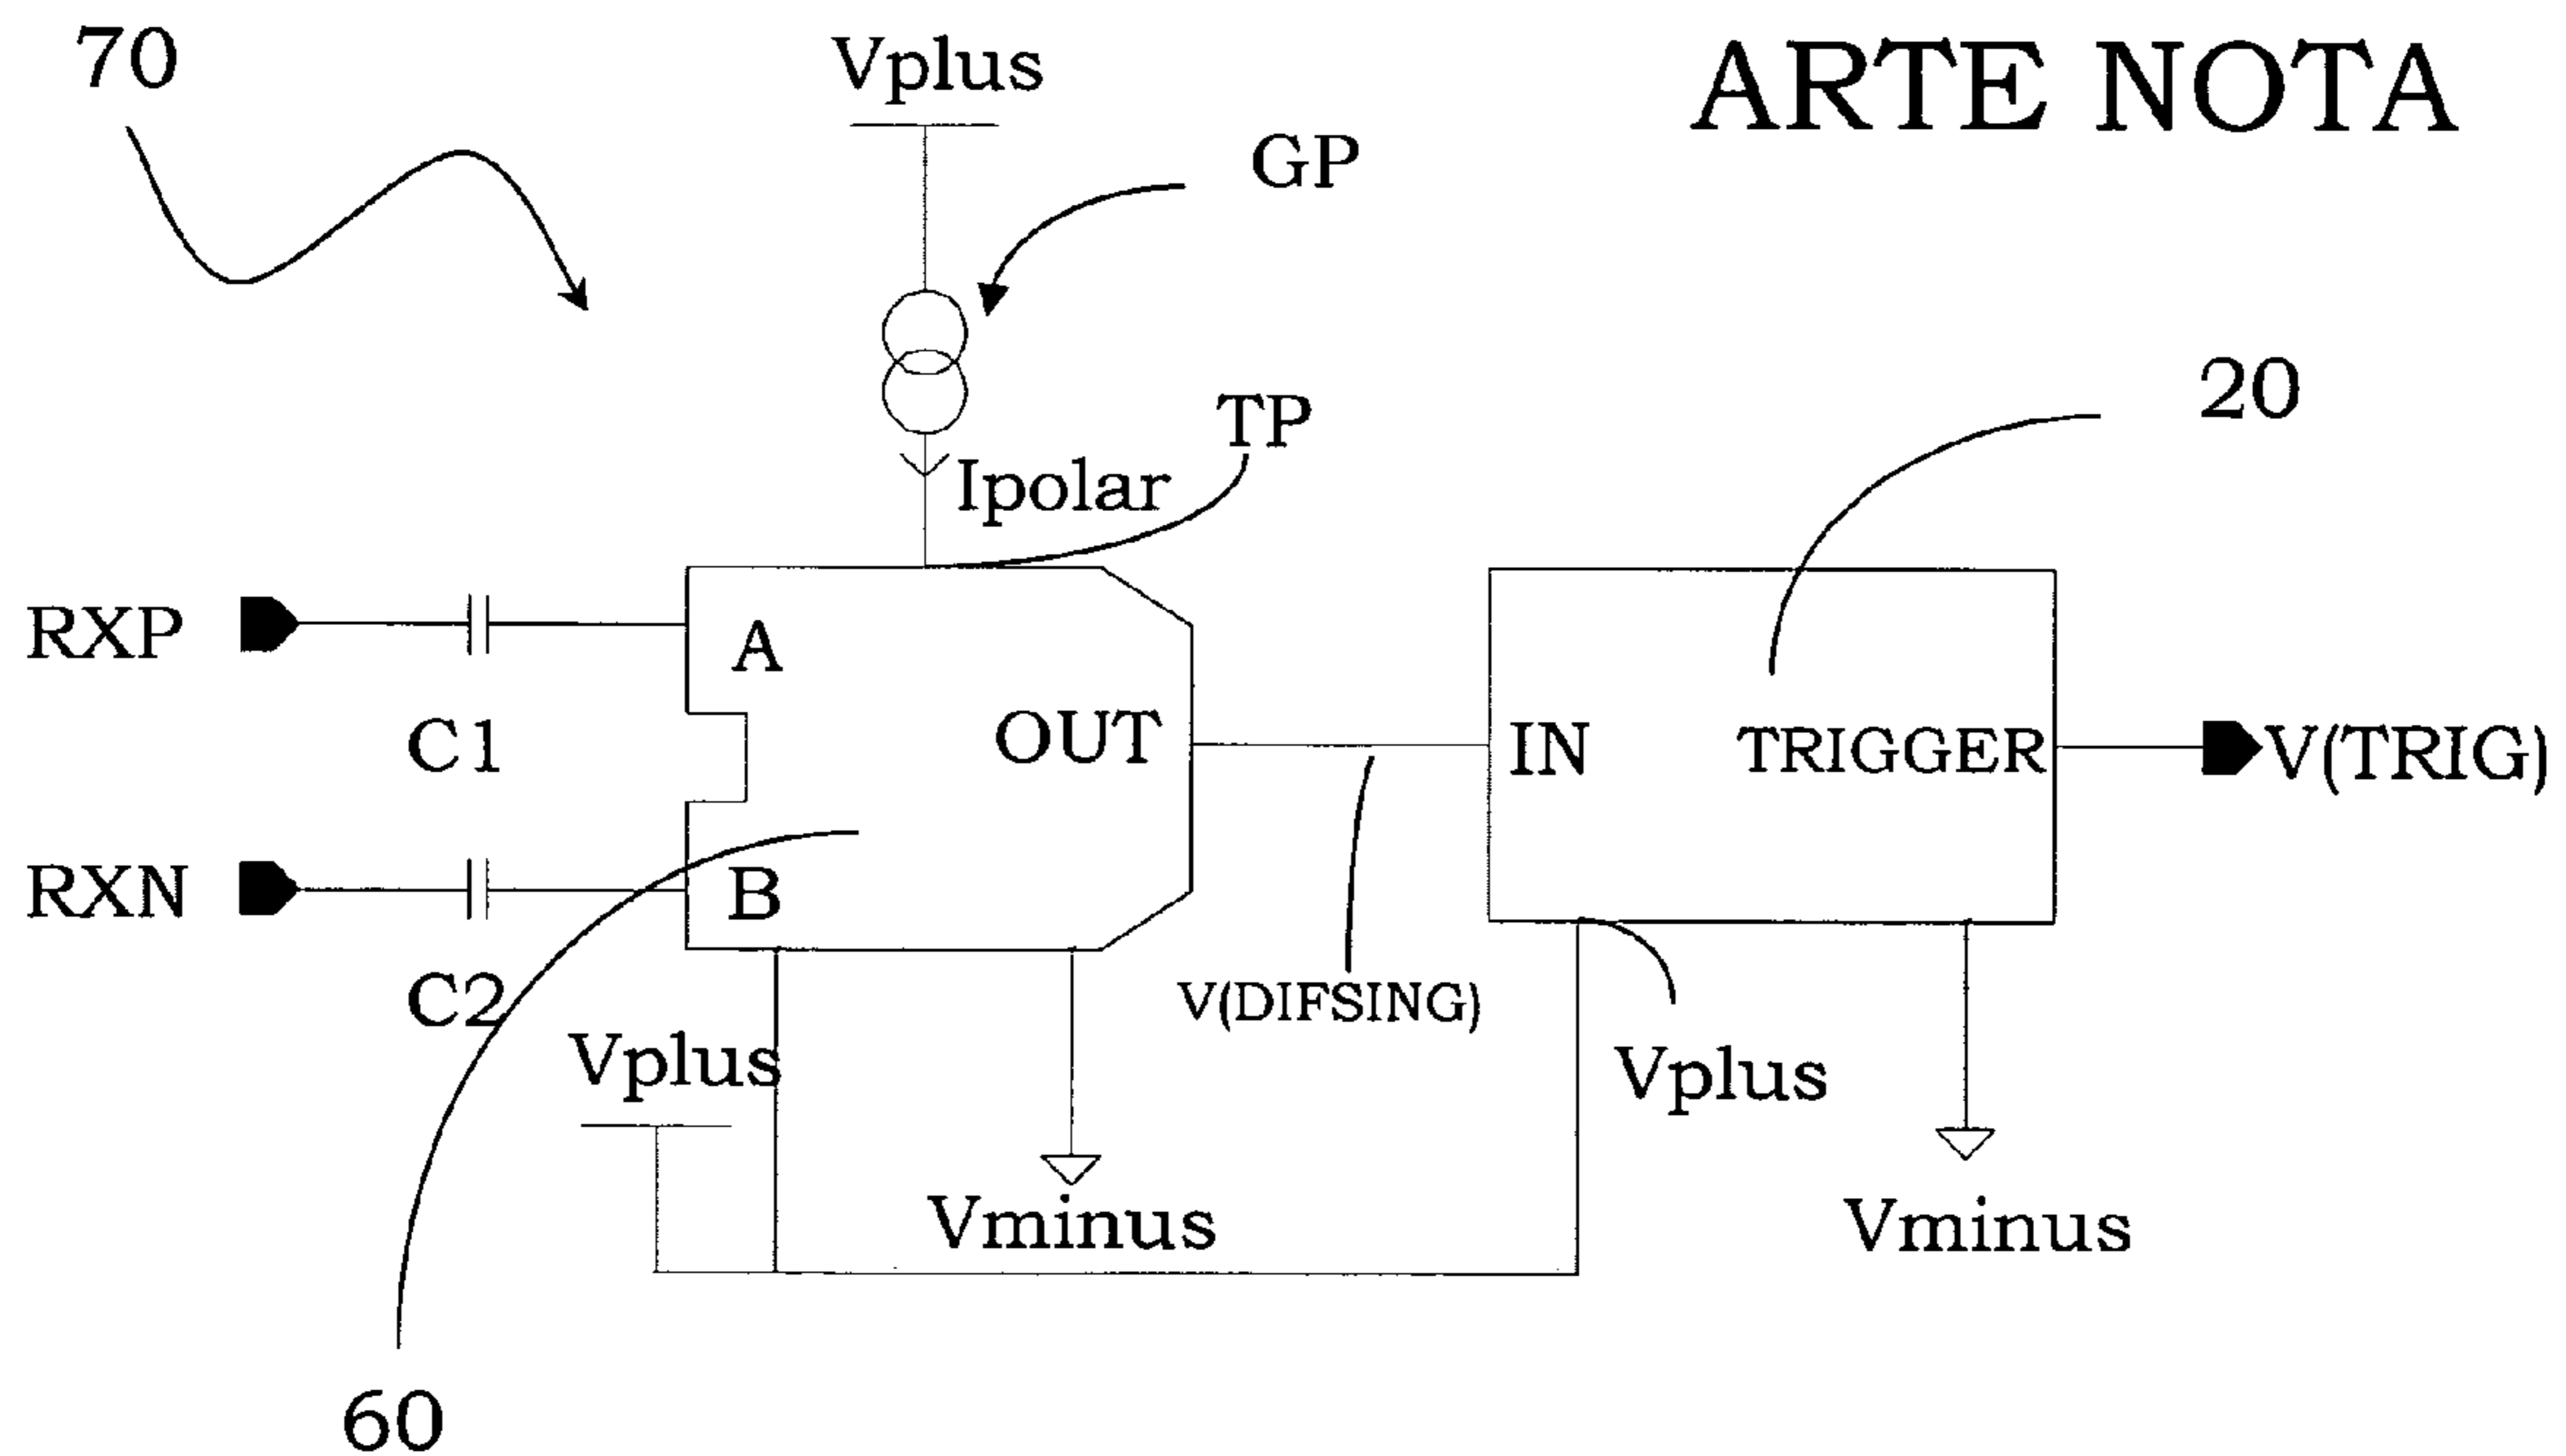 70
Vplus
ARTE NOTA
GP
20
TP
Ipolar
RXP
A
C1
OUT
IN
TRIGGER
V(TRIG)
RXN
B
C2
V(DIFSING)
Vplus
Vplus
Vminus
Vminus
60